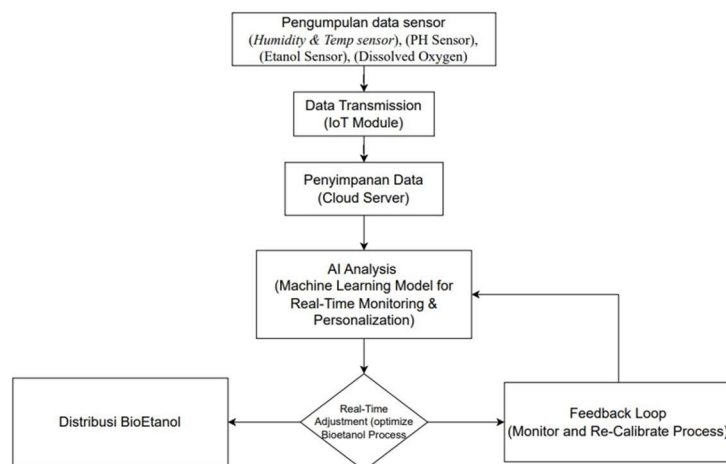 Pengumpulan data sensor
(Humidity & Temp sensor), (PH Sensor),
(Etanol Sensor), (Dissolved Oxygen)
Data Transmission
(IoT Module)
Penyimpanan Data
(Cloud Server)
AI Analysis
(Machine Learning Model for
Real-Time Monitoring &
Personalization)
Distribusi BioEtanol
Real-Time
Adjustment (optimize
Bioetanol Process
Feedback Loop
(Monitor and Re-Calibrate Process)